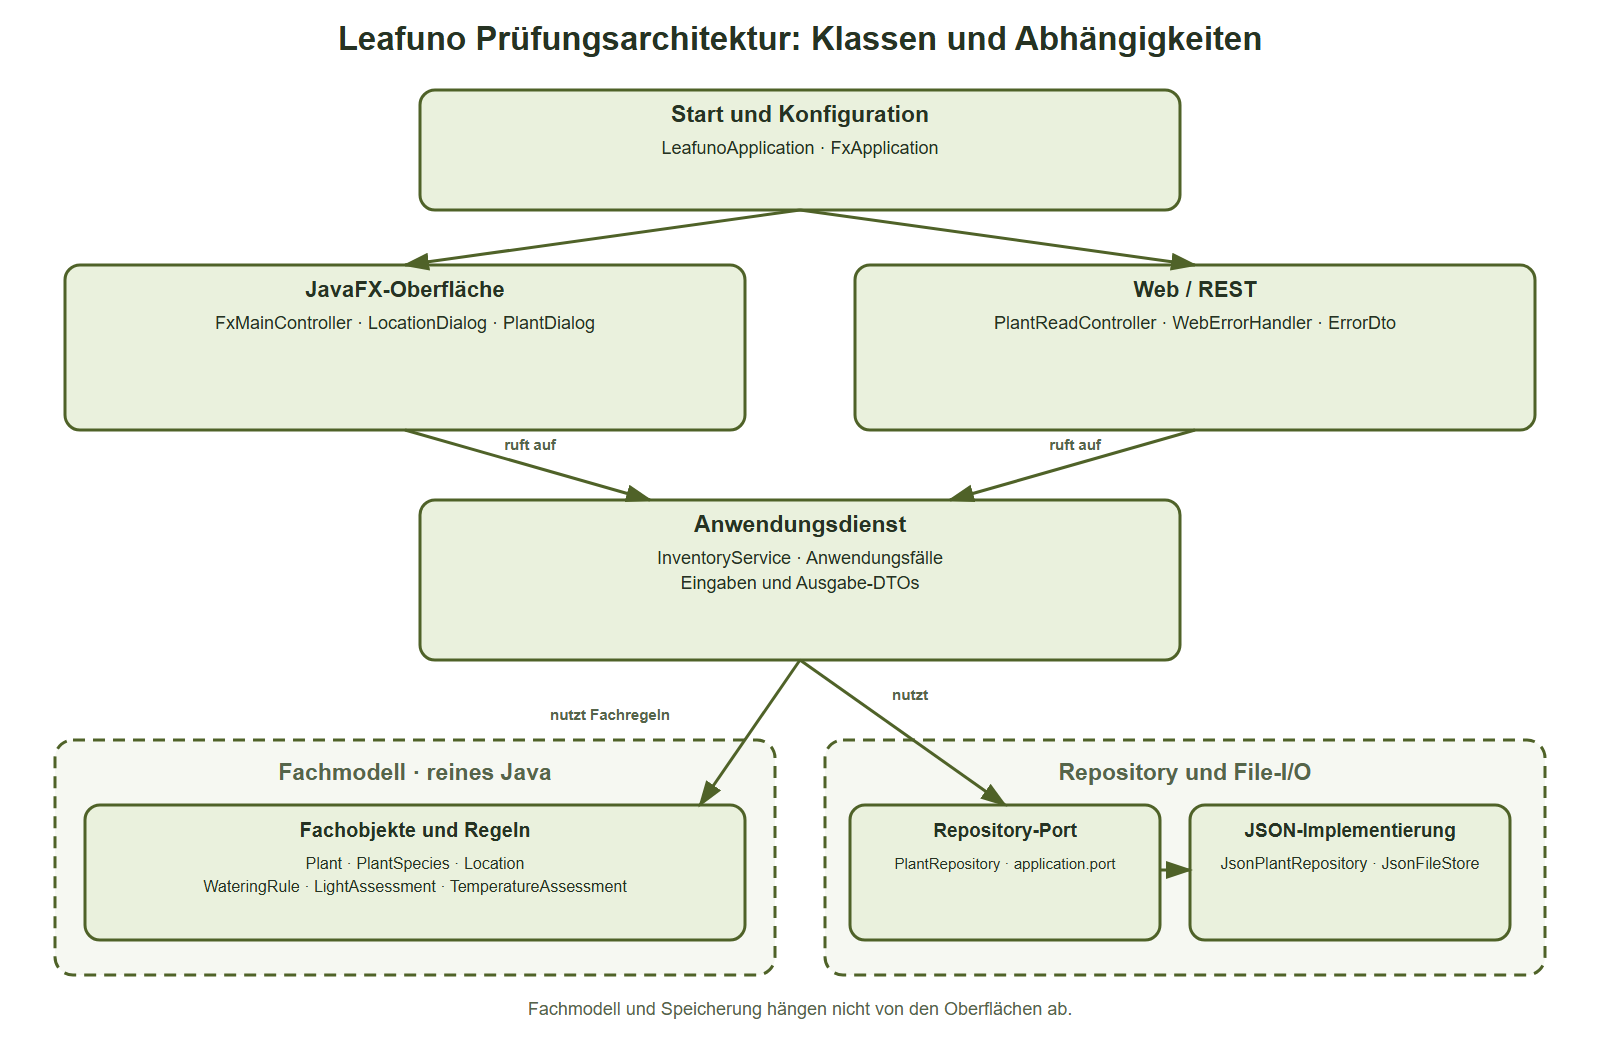 Leafuno Prüfungsarchitektur: Klassen und Abhängigkeiten
Start und Konfiguration
LeafunoApplication · FxApplication
JavaFX-Oberfläche
FxMainController · LocationDialog · PlantDialog
Web / REST
PlantReadController · WebErrorHandler · ErrorDto
ruft auf
ruft auf
Anwendungsdienst
InventoryService · Anwendungsfälle
Eingaben und Ausgabe-DTOs
nutzt Fachregeln
nutzt
Fachmodell · reines Java
Fachobjekte und Regeln
Plant · PlantSpecies · Location
WateringRule · LightAssessment · TemperatureAssessment
Repository und File-I/O
Repository-Port
PlantRepository · application.port
JSON-Implementierung
JsonPlantRepository · JsonFileStore
Fachmodell und Speicherung hängen nicht von den Oberflächen ab.